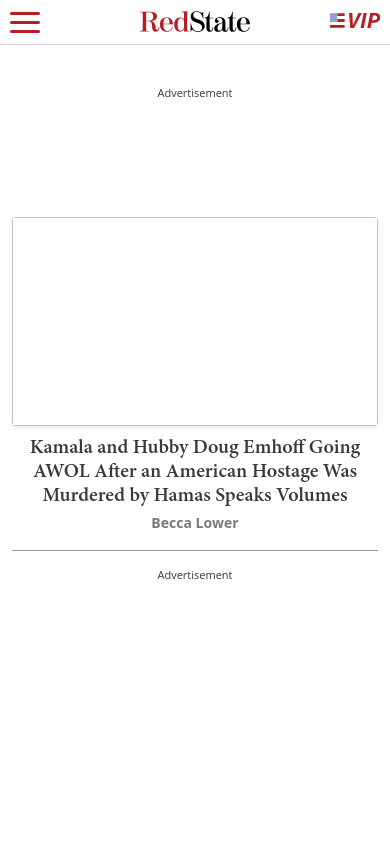 RedState
VIP
Advertisement
Kamala and Hubby Doug Emhoff Going
AWOL After an American Hostage Was
Murdered by Hamas Speaks Volumes
Becca Lower
Advertisement